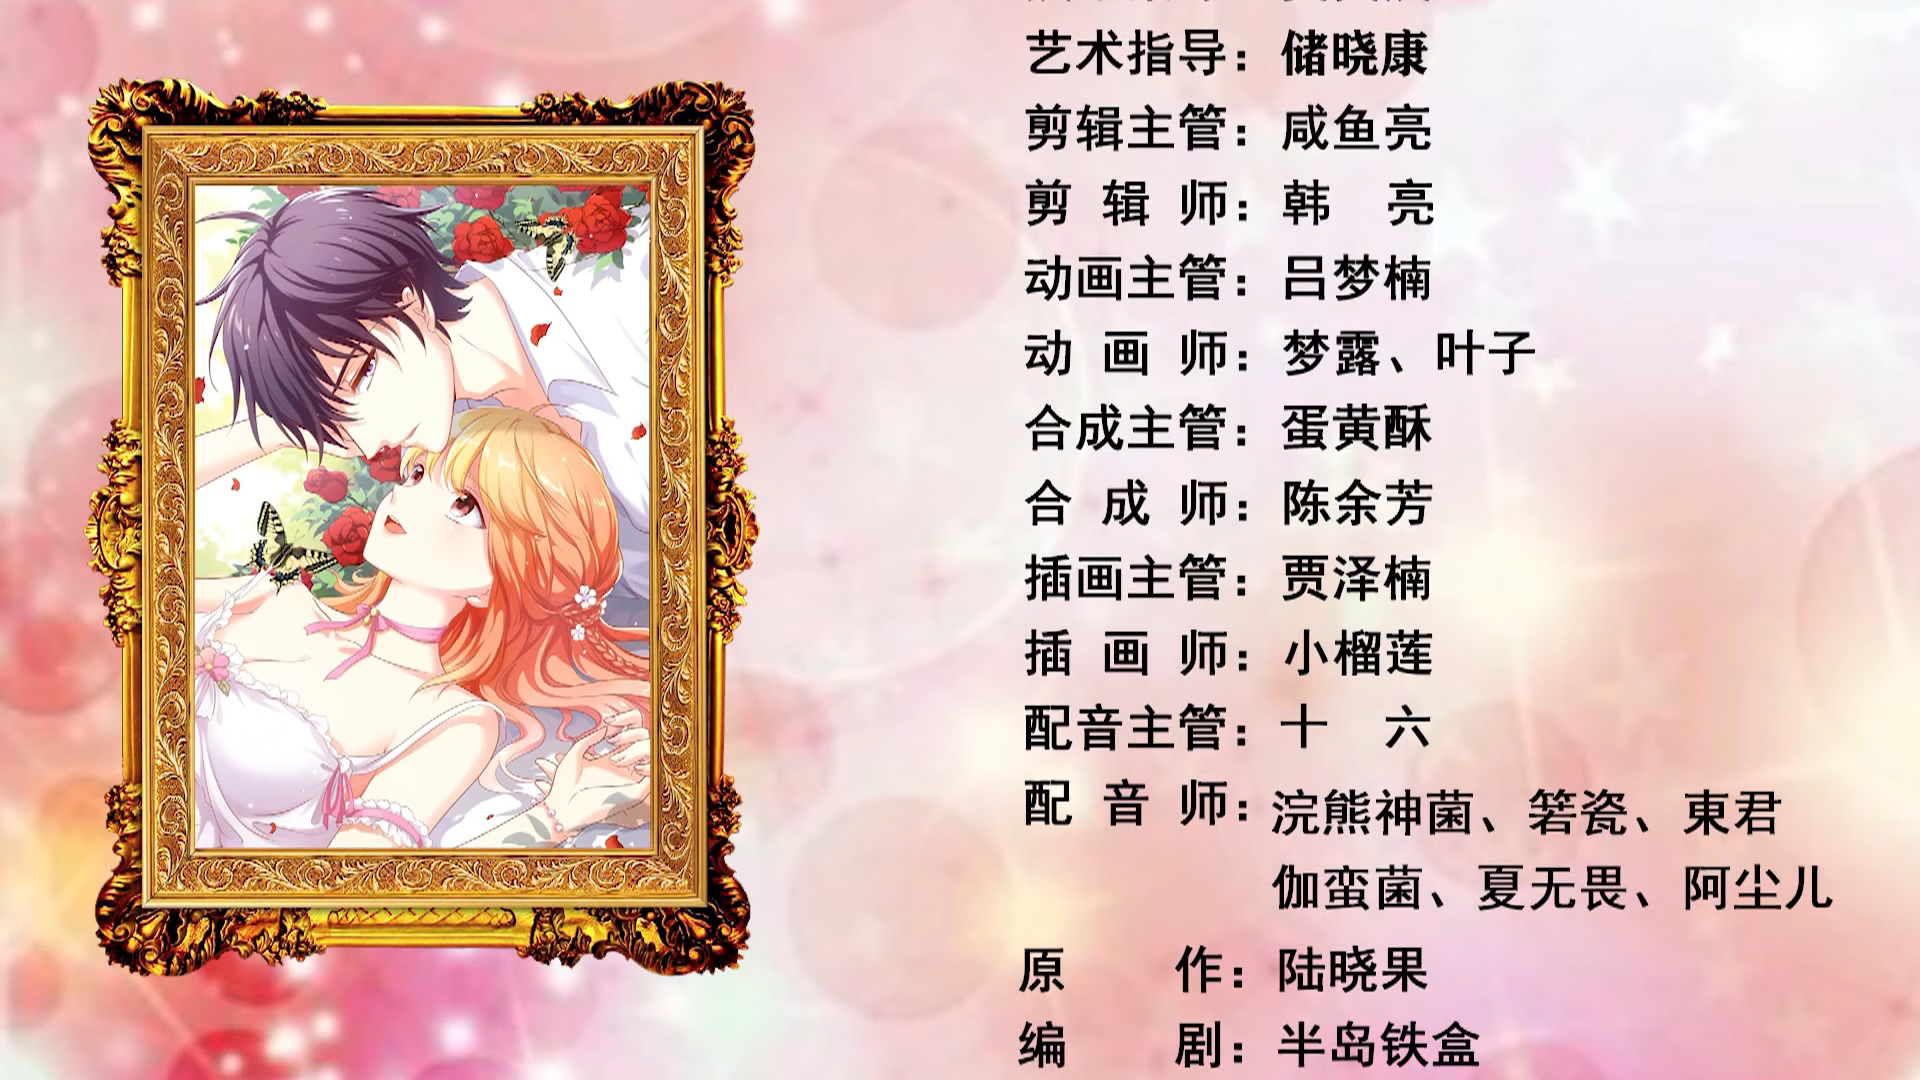 艺术指导：储晓康
剪辑主管：咸鱼亮
剪 辑 师：韩 亮
动画主管：吕梦楠
动 画 师：梦露、叶子
合成主管：蛋黄酥
合 成 师：陈余芳
插画主管：贾泽楠
插 画 师：小榴莲
配音主管：十 六
配 音 师：浣熊神菌、箬瓷、東君
伽蛮菌、夏无畏、阿尘儿
原 作：陆晓果
编 剧：半岛铁盒